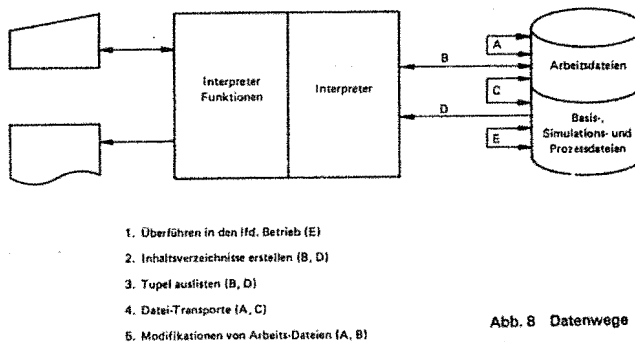 A
B
Arbeitsdateien
Interpreter
Funktionen
Interpreter
C
D
Basis-,
Simulations- und
Prozessdateien
E
1. Überführen in den lfd. Betrieb (E)
2. Inhaltsverzeichnisse erstellen (B, D)
3. Tupel auslisten (B, D)
4. Datei-Transporte (A, C)
5. Modifikationen von Arbeits-Dateien (A, B)
Abb. 8 Datenwege